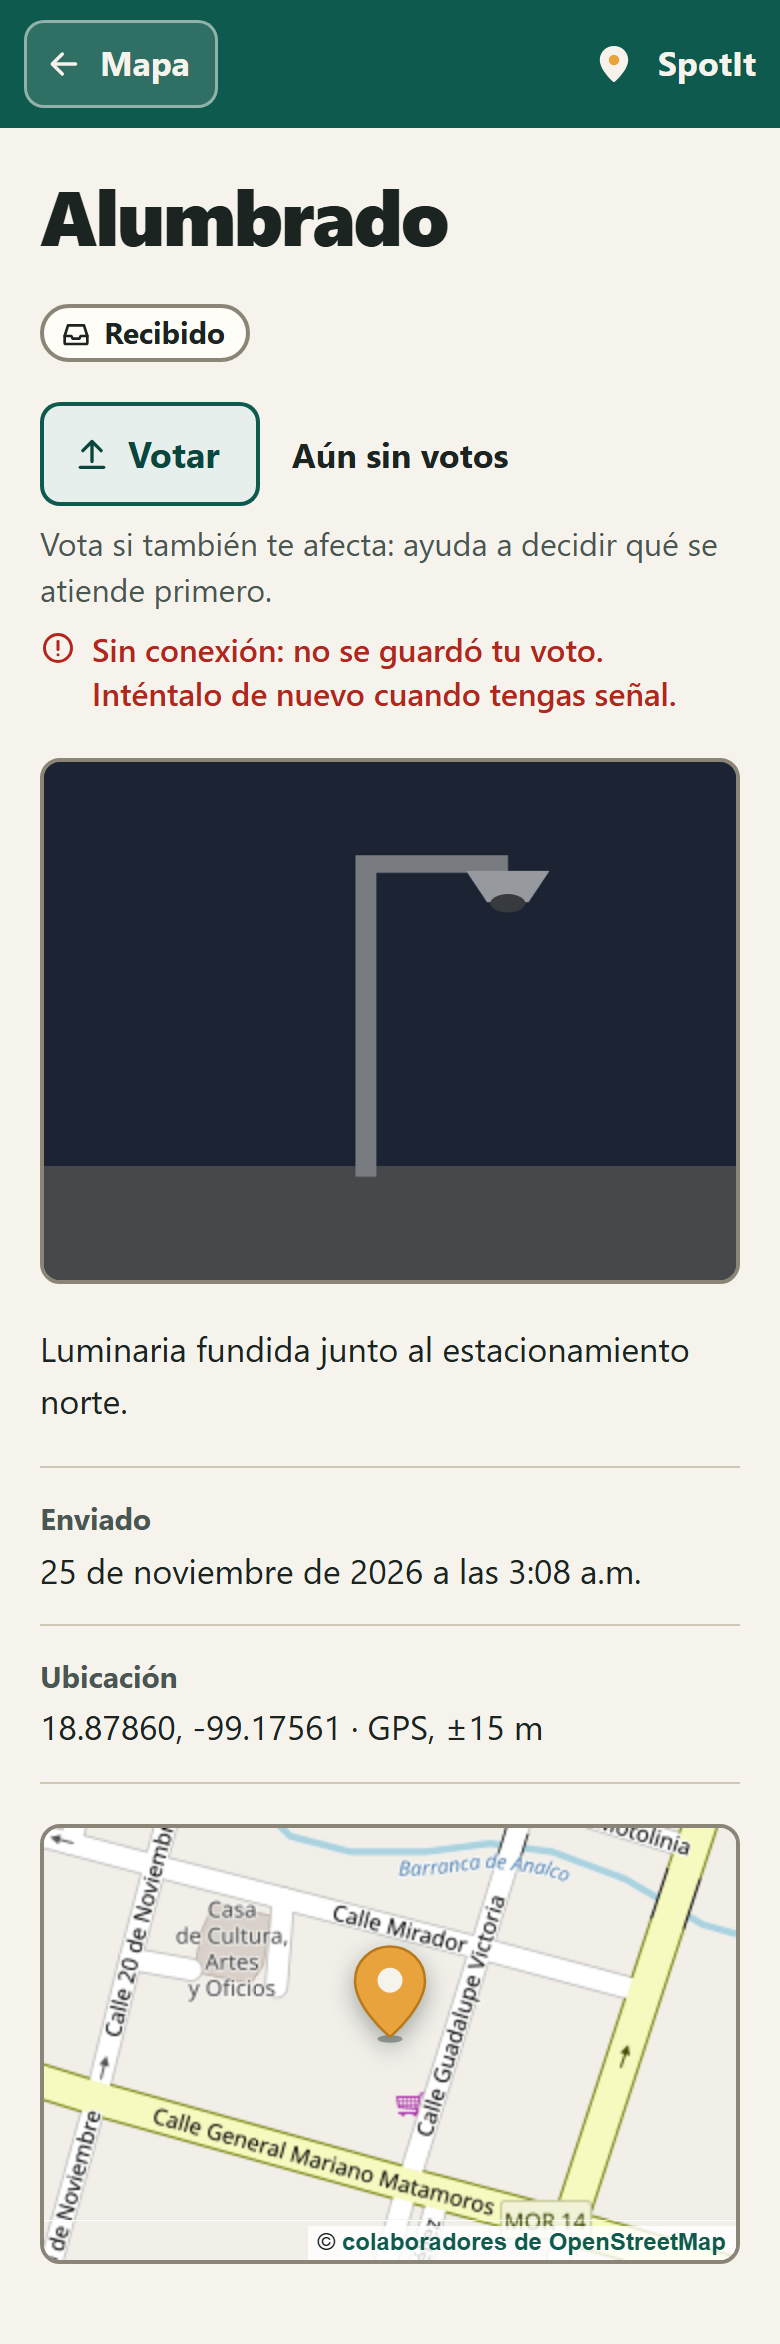 Mapa
SpotIt
Alumbrado
Recibido
Votar
Aún sin votos
Vota si también te afecta: ayuda a decidir qué se
atiende primero.
Sin conexión: no se guardó tu voto.
Inténtalo de nuevo cuando tengas señal.
Luminaria fundida junto al estacionamiento
norte.
Enviado
25 de noviembre de 2026 a las 3:08 a.m.
Ubicación
18.87860, -99.17561 · GPS, ±15 m
Barranca de Analco
Casa
de Cultura,
Artes
y Oficios
Calle Mirador
Calle 20 de Noviembr
Calle Guadalupe Victoria
Calle General Mariano Matamoros
de Noviembre
MOR 14
© colaboradores de OpenStreetMap